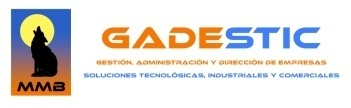 MMB
GADESTIC
GESTIÓN, ADMINISTRACIÓN Y DIRECCIÓN DE EMPRESAS
SOLUCIONES TECNOLÓGICAS, INDUSTRIALES Y COMERCIALES